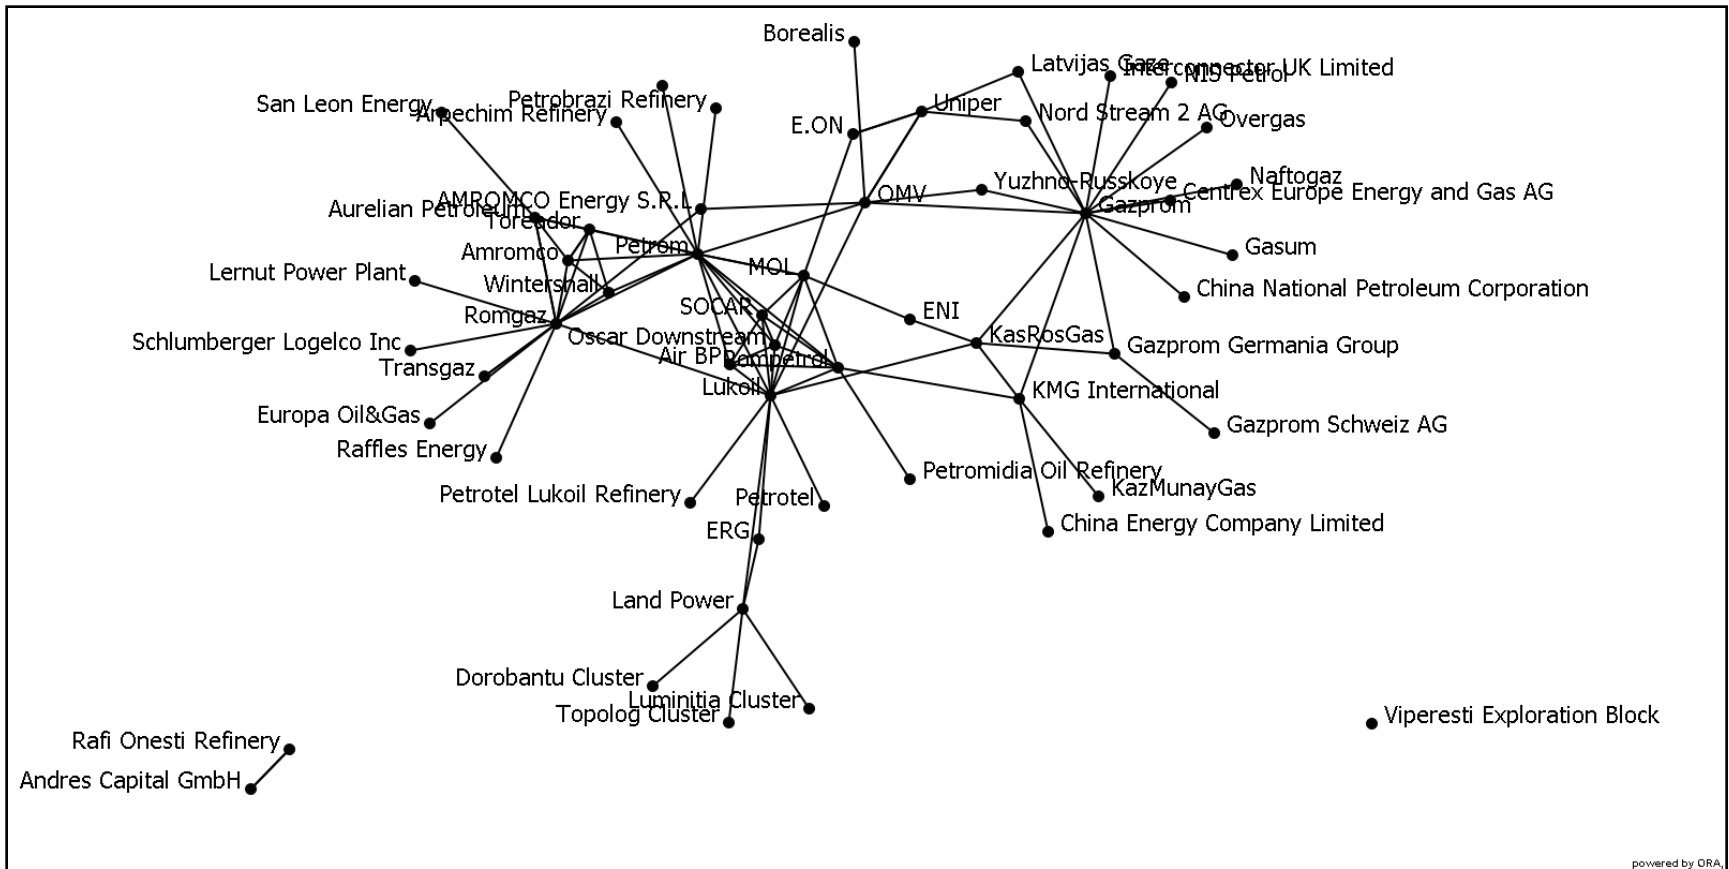 Borealis
Latvijas Gaze
Interconnector UK Limited
NIS Petrol
San Leon Energy
Petrobrazi Refinery
Arpechim Refinery
Uniper
Nord Stream 2 AG
Overgas
E.ON
Naftogaz
Yuzhno-Russkoye
Centrex Europe Energy and Gas AG
AMROMCO Energy S.R.L
OMV
Gazprom
Aurelian Petroleum
Toreador
Petrom
Amromco
Gasum
MOL
Lernut Power Plant
Wintershall
China National Petroleum Corporation
SOCAR
ENI
Romgaz
Oscar Downstream
KasRosGas
Schlumberger Logelco Inc
Gazprom Germania Group
Air BP
Rompetrol
Transgaz
Lukoil
KMG International
Europa Oil&Gas
Gazprom Schweiz AG
Raffles Energy
Petromidia Oil Refinery
KazMunayGas
Petrotel Lukoil Refinery
Petrotel
China Energy Company Limited
ERG
Land Power
Dorobantu Cluster
Luminitia Cluster
Topolog Cluster
Viperesti Exploration Block
Rafi Onesti Refinery
Andres Capital GmbH
powered by ORA,